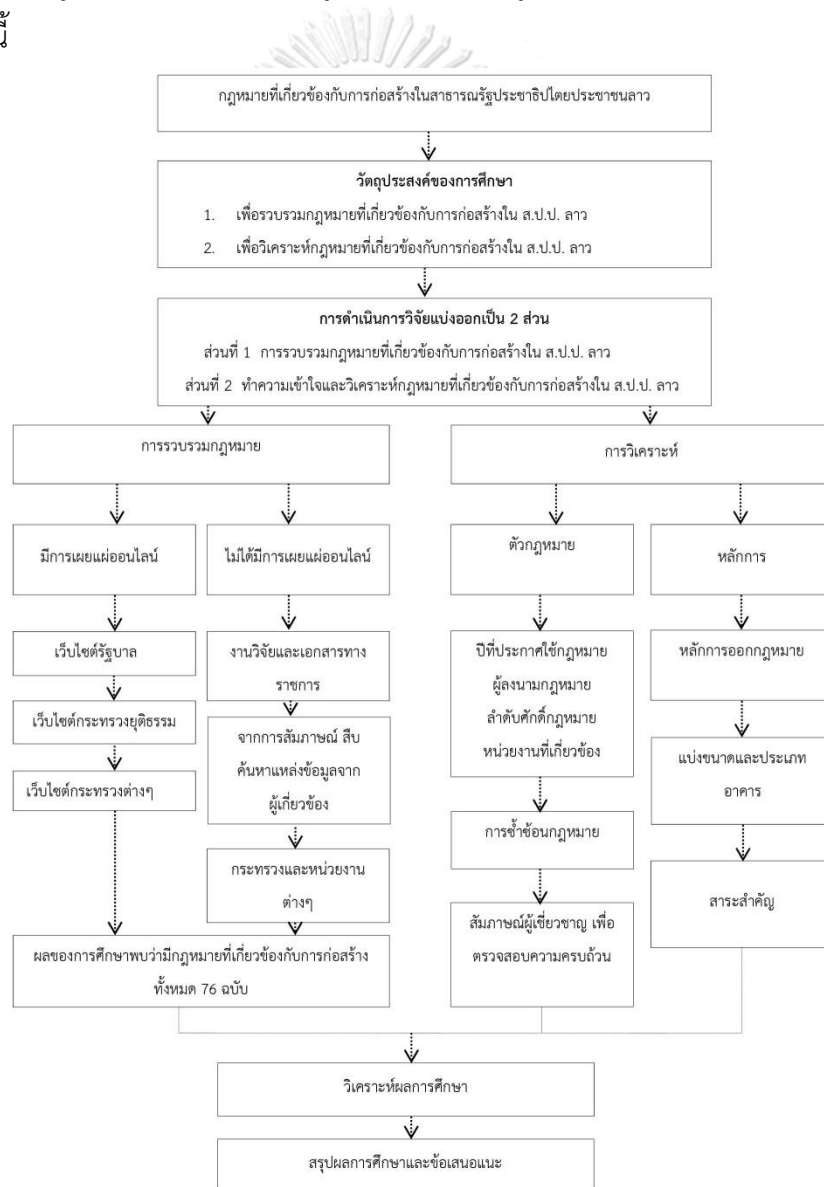 นี้
กฎหมายที่เกี่ยวข้องกับการก่อสร้างในสาธารณรัฐประชาธิปไตยประชาชนลาว
วัตถุประสงค์ของการศึกษา
1. เพื่อรวบรวมกฎหมายที่เกี่ยวข้องกับการก่อสร้างใน ส.ป.ป. ลาว
2. เพื่อวิเคราะห์กฎหมายที่เกี่ยวข้องกับการก่อสร้างใน ส.ป.ป. ลาว
การดำเนินการวิจัยแบ่งออกเป็น 2 ส่วน
ส่วนที่ 1 การรวบรวมกฎหมายที่เกี่ยวข้องกับการก่อสร้างใน ส.ป.ป. ลาว
ส่วนที่ 2 ทำความเข้าใจและวิเคราะห์กฎหมายที่เกี่ยวข้องกับการก่อสร้างใน ส.ป.ป. ลาว
การรวบรวมกฎหมาย
มีการเผยแผ่ออนไลน์
เว็บไซต์รัฐบาล
เว็บไซต์กระทรวงยุติธรรม
เว็บไซต์กระทรวงต่างๆ
ไม่ได้มีการเผยแผ่ออนไลน์
งานวิจัยและเอกสารทาง
ราชการ
จากการสัมภาษณ์ สืบ
ค้นหาแหล่งข้อมูลจาก
ผู้เกี่ยวข้อง
กระทรวงและหน่วยงาน
ต่างๆ
ผลของการศึกษาพบว่ามีกฎหมายที่เกี่ยวข้องกับการก่อสร้าง
ทั้งหมด 76 ฉบับ
การวิเคราะห์
ตัวกฎหมาย
ปีที่ประกาศใช้กฎหมาย
ผู้ลงนามกฎหมาย
ลำดับศักดิ์กฎหมาย
หน่วยงานที่เกี่ยวข้อง
การซ้ำซ้อนกฎหมาย
สัมภาษณ์ผู้เชี่ยวชาญ เพื่อ
ตรวจสอบความครบถ้วน
หลักการ
หลักการออกกฎหมาย
แบ่งขนาดและประเภท
อาคาร
สาระสำคัญ
วิเคราะห์ผลการศึกษา
สรุปผลการศึกษาและข้อเสนอแนะ